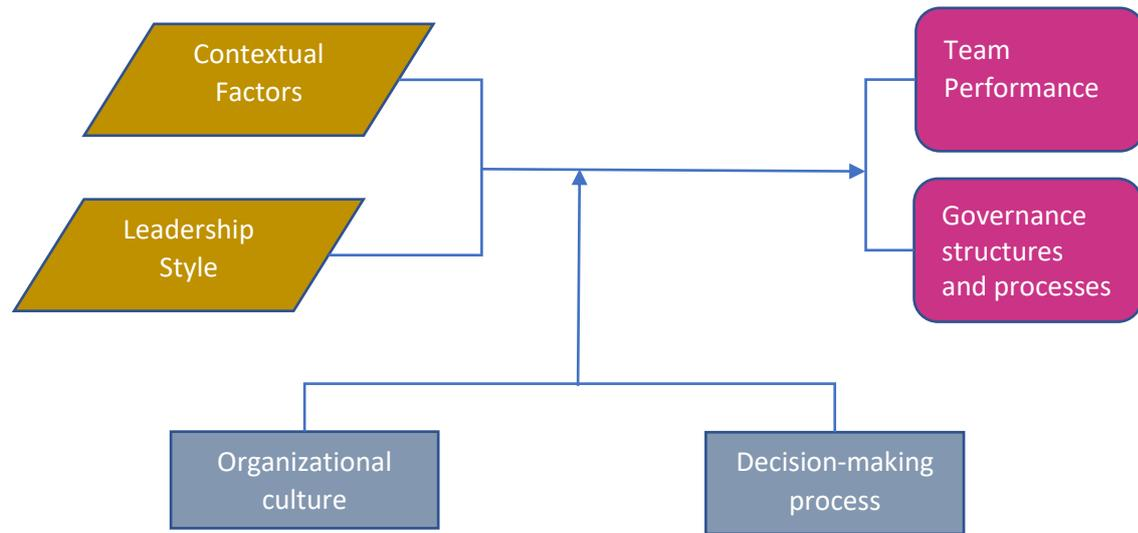 Contextual
Factors
Team
Performance
Leadership
Style
Governance
structures
and processes
Organizational
culture
Decision-making
process